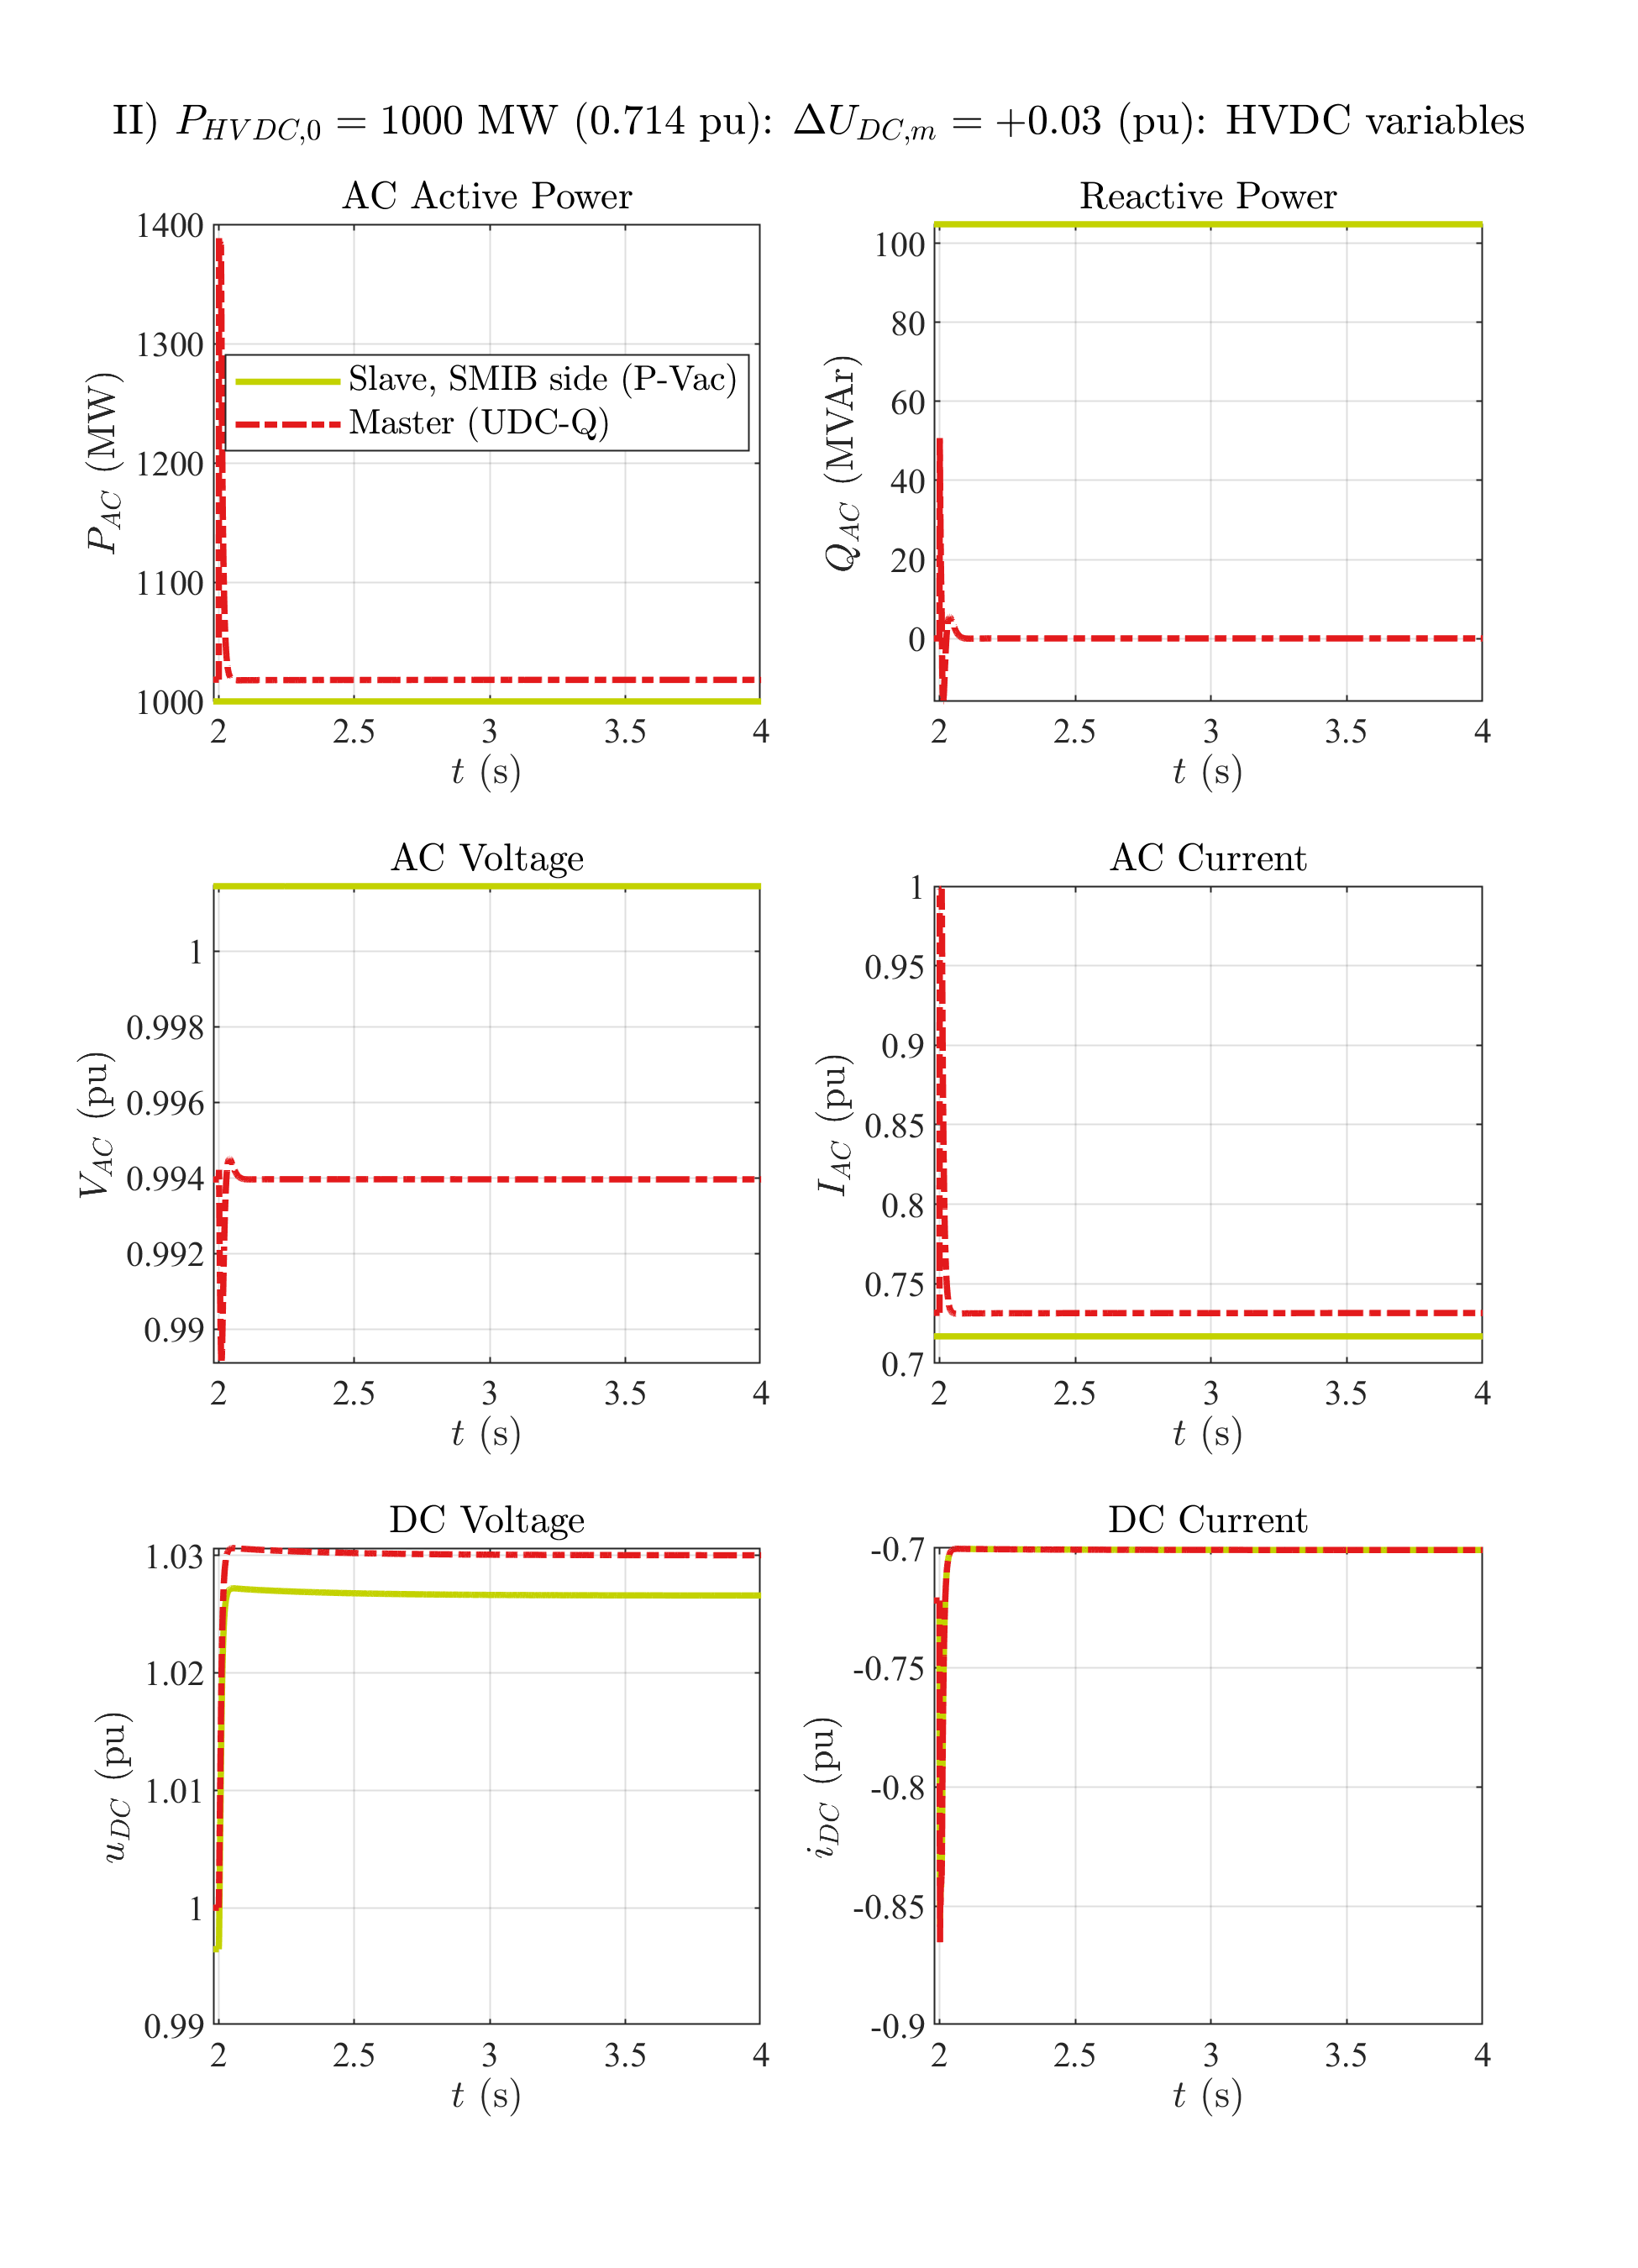 II) P_{HVDC,0} = 1000 MW (0.714 pu): ΔU_{DC,m} = +0.03 (pu): HVDC variables
AC Active Power
1400
1300
1200
1100
1000
P_{AC} (MW)
Slave, SMIB side (P-Vac)
Master (UDC-Q)
2 2.5 3 3.5 4
t (s)
Reactive Power
100
80
60
40
20
0
Q_{AC} (MVAr)
2 2.5 3 3.5 4
t (s)
AC Voltage
1
0.998
0.996
0.994
0.992
0.99
V_{AC} (pu)
2 2.5 3 3.5 4
t (s)
AC Current
1
0.95
0.9
0.85
0.8
0.75
0.7
I_{AC} (pu)
2 2.5 3 3.5 4
t (s)
DC Voltage
1.03
1.02
1.01
1
0.99
u_{DC} (pu)
2 2.5 3 3.5 4
t (s)
DC Current
-0.7
-0.75
-0.8
-0.85
-0.9
i_{DC} (pu)
2 2.5 3 3.5 4
t (s)